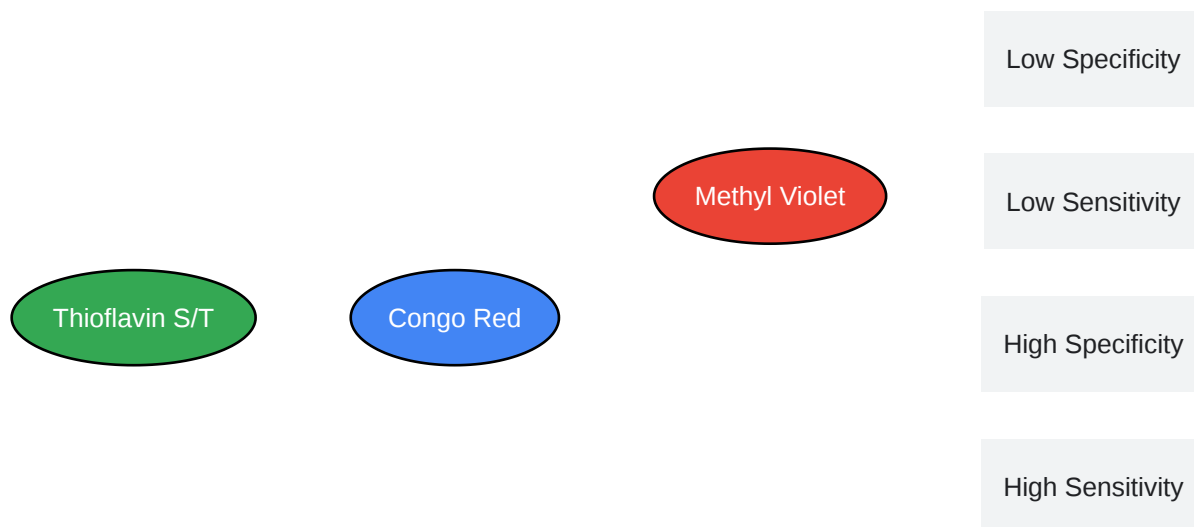 Low Specificity
Methyl Violet
Low Sensitivity
Thioflavin S/T
Congo Red
High Specificity
High Sensitivity